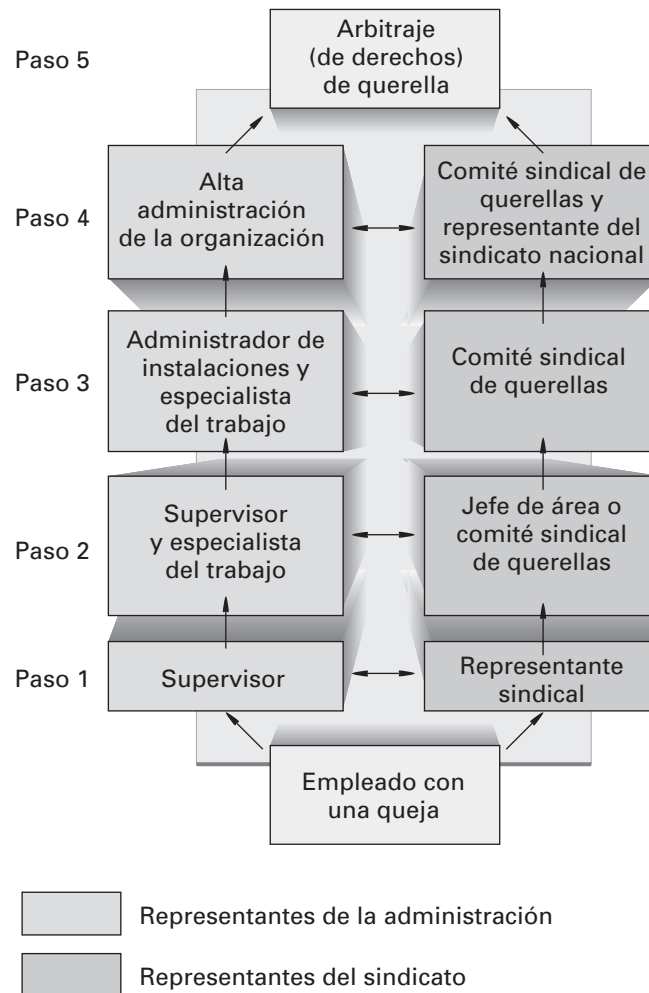 Paso 5
Arbitraje
(de derechos)
de querella
Paso 4
Alta
administración
de la organización
Comité sindical de
querellas y
representante del
sindicato nacional
Paso 3
Administrador de
instalaciones y
especialista
del trabajo
Comité sindical
de querellas
Paso 2
Supervisor
y especialista
del trabajo
Jefe de área o
comité sindical
de querellas
Paso 1
Supervisor
Representante
sindical
Empleado con
una queja
Representantes de la administración
Representantes del sindicato